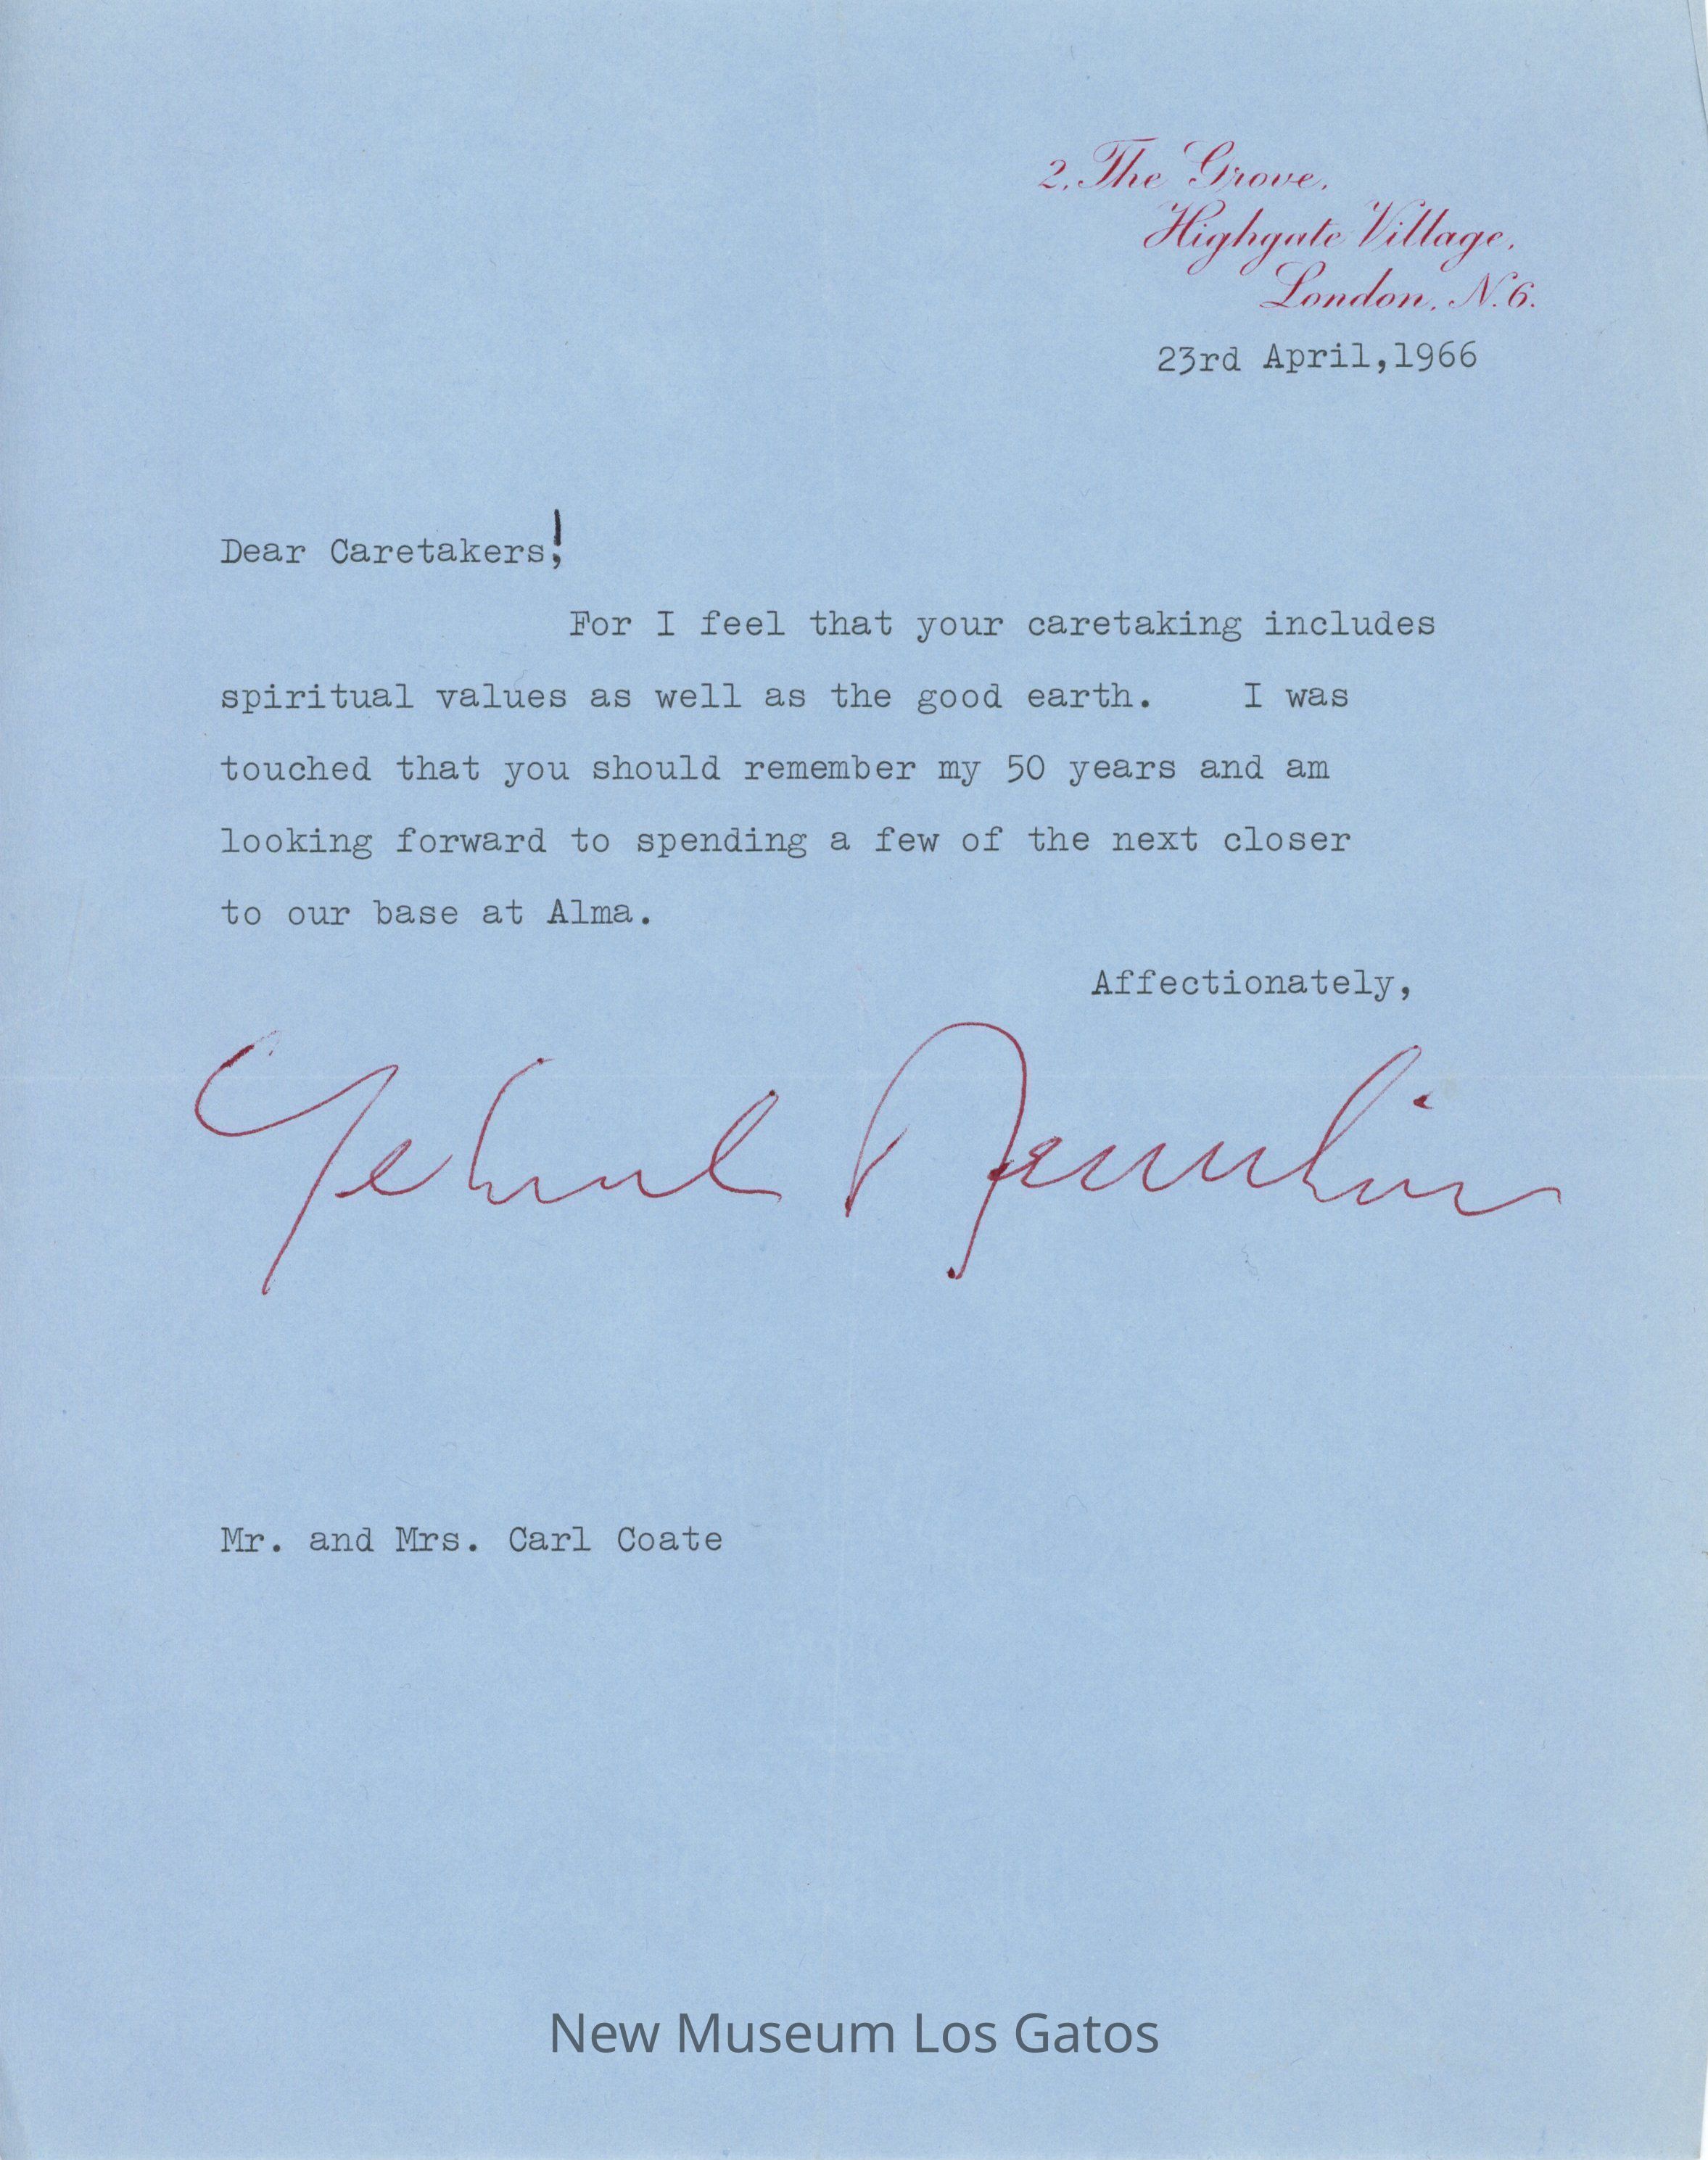 2, The Grove,
Highgate Village,
London, N.6.
23rd April,1966
Dear Caretakers!,
For I feel that your caretaking includes
spiritual values as well as the good earth. I was
touched that you should remember my 50 years and am
looking forward to spending a few of the next closer
to our base at Alma.
Affectionately,
Yehudi Menuhin
Mr. and Mrs. Carl Coate
New Museum Los Gatos